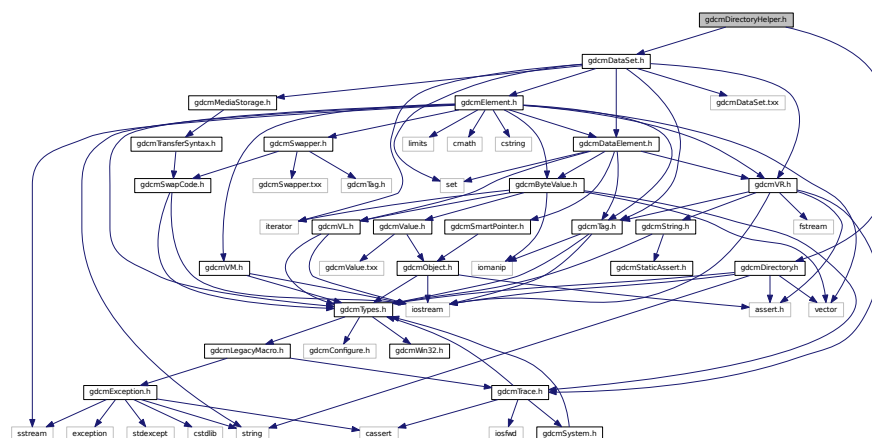 gdcmDirectoryHelper.h
gdcmDataSet.h
gdcmMediaStorage.h
gdcmElement.h
gdcmDataSet.txx
gdcmTransferSyntax.h
gdcmSwapper.h
limits
cmath
cstring
gdcmDataElement.h
gdcmSwapCode.h
gdcmSwapper.txx
gdcmTag.h
set
gdcmByteValue.h
gdcmVR.h
iterator
gdcmVL.h
gdcmValue.h
gdcmSmartPointer.h
gdcmTag.h
gdcmString.h
fstream
gdcmVM.h
gdcmValue.txx
gdcmObject.h
iomanip
gdcmStaticAssert.h
gdcmDirectory.h
gdcmTypes.h
iostream
assert.h
vector
gdcmLegacyMacro.h
gdcmConfigure.h
gdcmWin32.h
gdcmException.h
gdcmTrace.h
sstream
exception
stdexcept
cstdlib
string
cassert
iosfwd
gdcmSystem.h